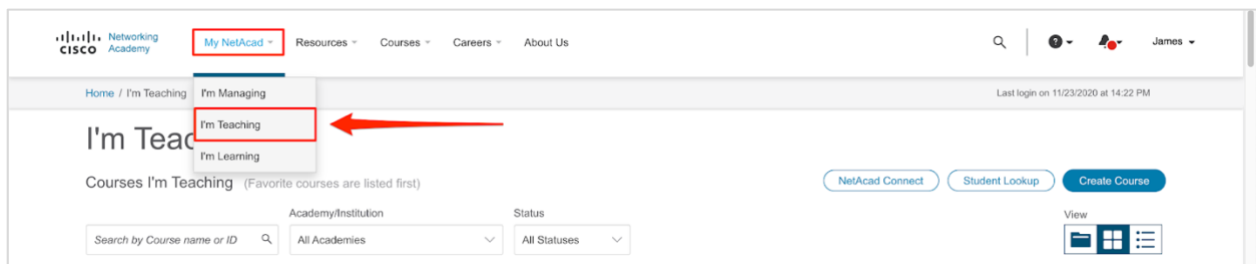 Networking
CISCO Academy
My NetAcad
Resources
Courses
Careers
About Us
?
James
Home / I'm Teaching
I'm Managing
Last login on 11/23/2020 at 14:22 PM
I'm Teaching
I'm Teac
I'm Learning
Courses I'm Teaching (Favorite courses are listed first)
NetAcad Connect
Student Lookup
Create Course
Academy/Institution
Status
View
Search by Course name or ID
All Academies
All Statuses